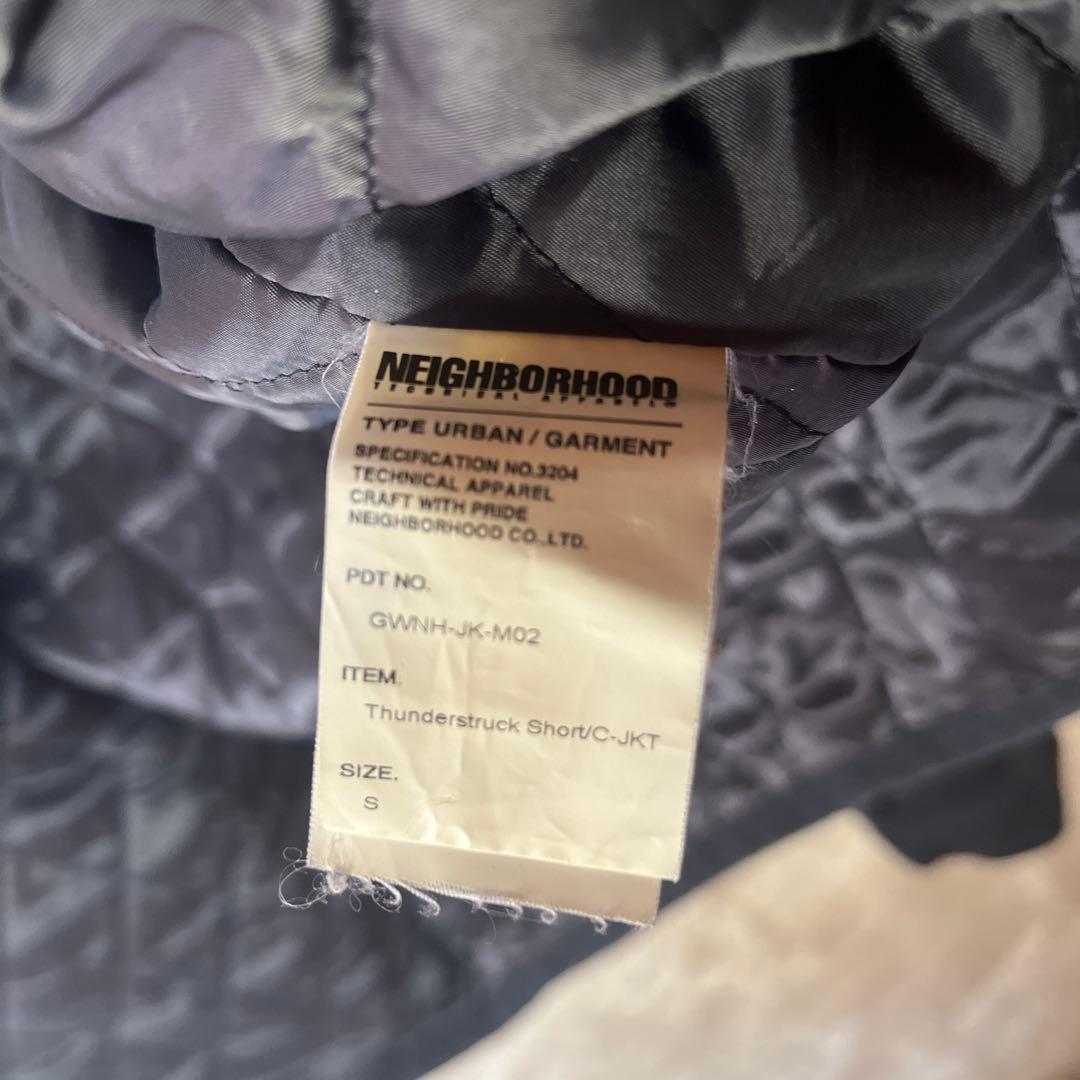 NEIGHBORHOOD
TECHNICAL APPAREL®
TYPE URBAN / GARMENT
SPECIFICATION NO.3204
TECHNICAL APPAREL
CRAFT WITH PRIDE
NEIGHBORHOOD CO.,LTD.
PDT NO.
GWNH-JK-M02
ITEM.
Thunderstruck Short/C-JKT
SIZE.
S